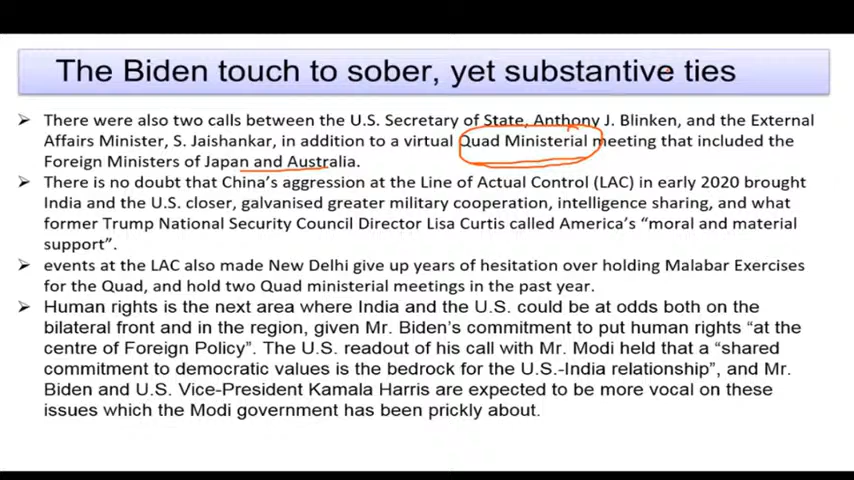 The Biden touch to sober, yet substantive ties
➢ There were also two calls between the U.S. Secretary of State, Anthony J. Blinken, and the External
Affairs Minister, S. Jaishankar, in addition to a virtual Quad Ministerial meeting that included the
Foreign Ministers of Japan and Australia.
➢ There is no doubt that China's aggression at the Line of Actual Control (LAC) in early 2020 brought
India and the U.S. closer, galvanised greater military cooperation, intelligence sharing, and what
former Trump National Security Council Director Lisa Curtis called America's “moral and material
support”.
➢ events at the LAC also made New Delhi give up years of hesitation over holding Malabar Exercises
for the Quad, and hold two Quad ministerial meetings in the past year.
➢ Human rights is the next area where India and the U.S. could be at odds both on the
bilateral front and in the region, given Mr. Biden's commitment to put human rights “at the
centre of Foreign Policy”. The U.S. readout of his call with Mr. Modi held that a “shared
commitment to democratic values is the bedrock for the U.S.-India relationship”, and Mr.
Biden and U.S. Vice-President Kamala Harris are expected to be more vocal on these
issues which the Modi government has been prickly about.